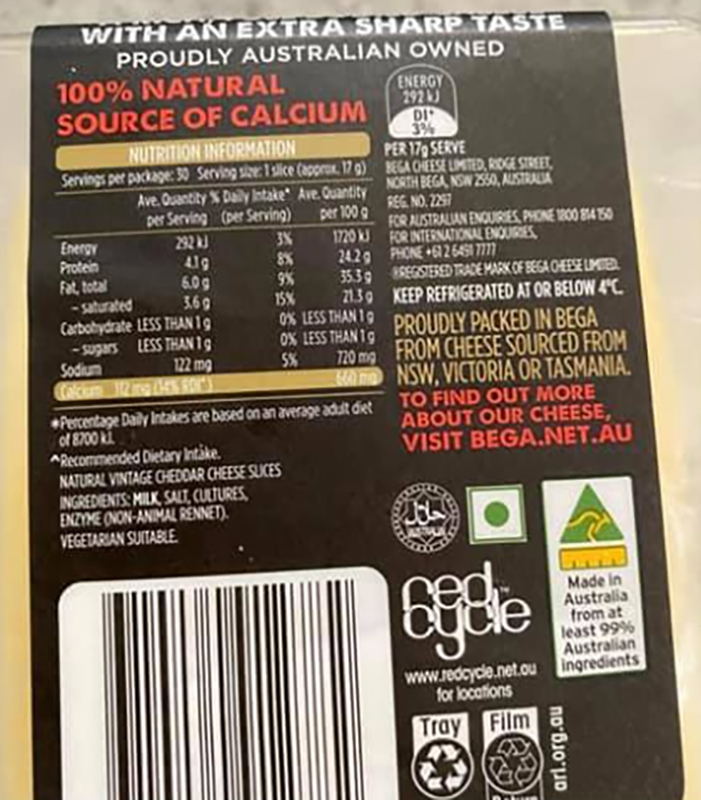 WITH AN EXTRA SHARP TASTE
PROUDLY AUSTRALIAN OWNED
100% NATURAL
SOURCE OF CALCIUM
NUTRITION INFORMATION
Servings per package: 30 Serving size: 1 slice (approx. 17 g)
Ave. Quantity % Daily Intake* Ave. Quantity
per Serving (per Serving) per 100 g
Energy 292 kJ 3% 1720 kJ
Protein 4.1 g 8% 24.2 g
Fat, total 6.0 g 9% 35.3 g
- saturated 3.6 g 15% 21.3 g
Carbohydrate LESS THAN 1 g 0% LESS THAN 1 g
- sugars LESS THAN 1 g 0% LESS THAN 1 g
Sodium 122 mg 5% 720 mg
Calcium 112 mg (14% RDI^) 660 mg
*Percentage Daily Intakes are based on an average adult diet
of 8700 kJ.
^Recommended Dietary Intake.
NATURAL VINTAGE CHEDDAR CHEESE SLICES
INGREDIENTS: MILK, SALT, CULTURES,
ENZYME (NON-ANIMAL RENNET).
VEGETARIAN SUITABLE.
ENERGY
292 kJ
DI*
3%
PER 17g SERVE
BEGA CHEESE LIMITED, RIDGE STREET,
NORTH BEGA, NSW 2550, AUSTRALIA
REG. NO. 2297
FOR AUSTRALIAN ENQUIRIES, PHONE 1800 814 150
FOR INTERNATIONAL ENQUIRIES,
PHONE +61 2 6491 7777
®REGISTERED TRADE MARK OF BEGA CHEESE LIMITED.
KEEP REFRIGERATED AT OR BELOW 4°C.
PROUDLY PACKED IN BEGA
FROM CHEESE SOURCED FROM
NSW, VICTORIA OR TASMANIA.
TO FIND OUT MORE
ABOUT OUR CHEESE,
VISIT BEGA.NET.AU
حلال
AUSTRALIA
Made in
Australia
from at
least 99%
Australian
ingredients
red
cycle
www.redcycle.net.au
for locations
Tray
Film
Return
arl.org.au